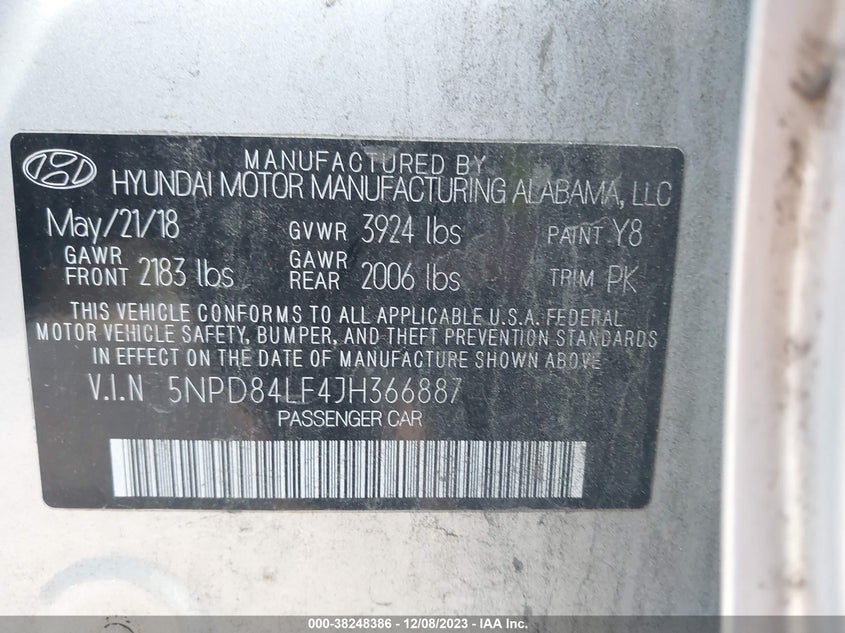 MANUFACTURED BY
HYUNDAI MOTOR MANUFACTURING ALABAMA, LLC
May/21/18 GVWR 3924 lbs PAINT Y8
GAWR FRONT 2183 lbs GAWR REAR 2006 lbs TRIM PK
THIS VEHICLE CONFORMS TO ALL APPLICABLE U.S.A. FEDERAL
MOTOR VEHICLE SAFETY, BUMPER, AND THEFT PREVENTION STANDARDS
IN EFFECT ON THE DATE OF MANUFACTURE SHOWN ABOVE
V.I.N 5NPD84LF4JH366887
PASSENGER CAR
000-38248386 - 12/08/2023 - Copart.com